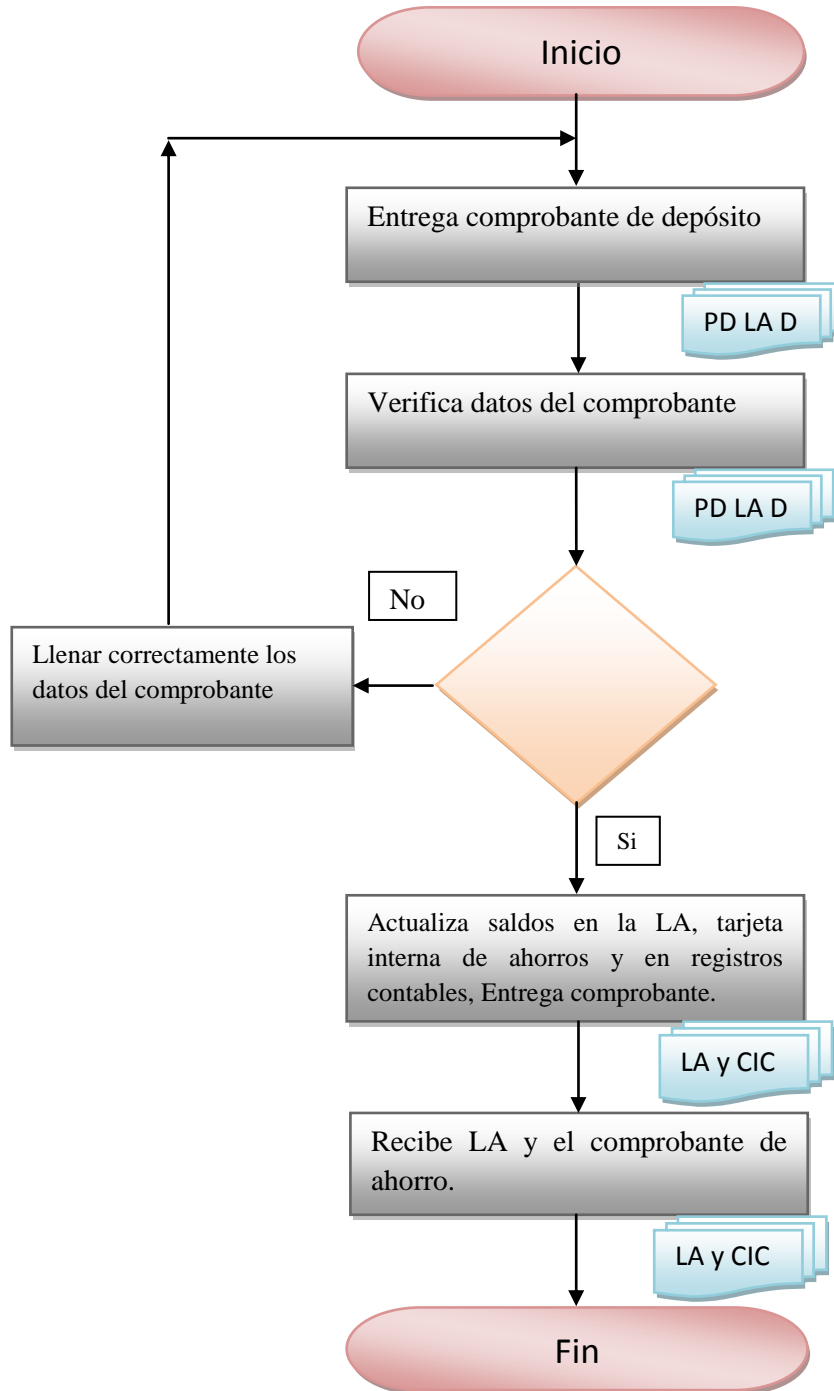 Inicio
Entrega comprobante de depósito
PD LA D
Verifica datos del comprobante
PD LA D
No
Llenar correctamente los
datos del comprobante
Si
Actualiza saldos en la LA, tarjeta
interna de ahorros y en registros
contables, Entrega comprobante.
LA y CIC
Recibe LA y el comprobante de
ahorro.
LA y CIC
Fin